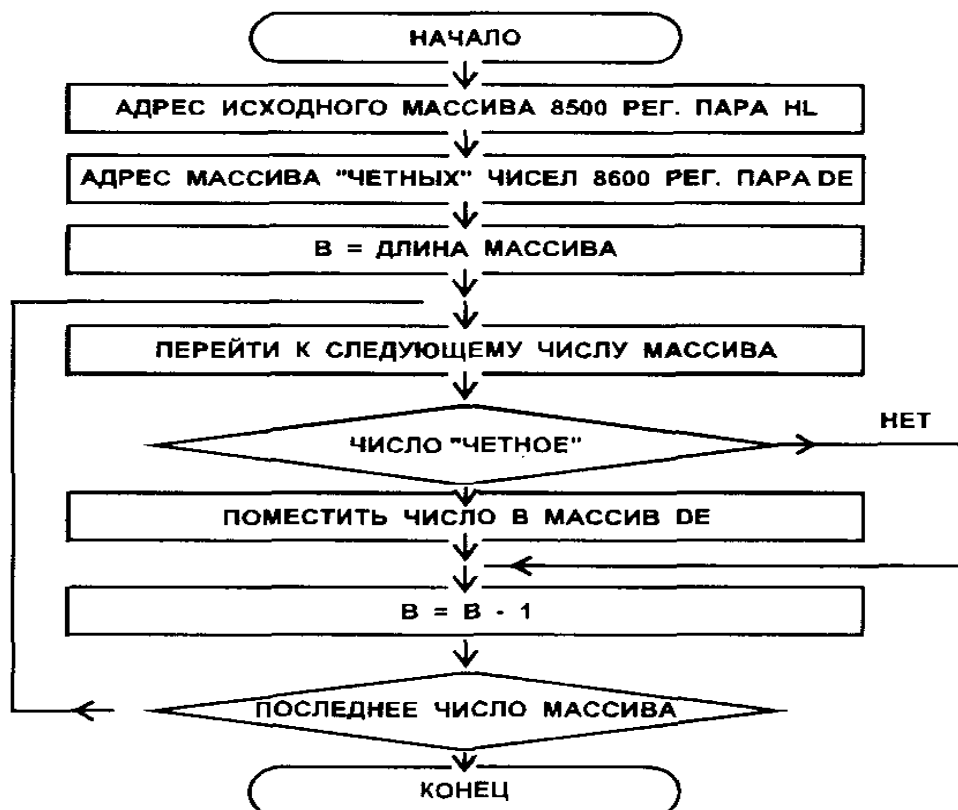 НАЧАЛО
АДРЕС ИСХОДНОГО МАССИВА 8500 РЕГ. ПАРА HL
АДРЕС МАССИВА "ЧЕТНЫХ" ЧИСЕЛ 8600 РЕГ. ПАРА DE
B = ДЛИНА МАССИВА
ПЕРЕЙТИ К СЛЕДУЮЩЕМУ ЧИСЛУ МАССИВА
НЕТ
ЧИСЛО "ЧЕТНОЕ"
ПОМЕСТИТЬ ЧИСЛО В МАССИВ DE
B = B - 1
ПОСЛЕДНЕЕ ЧИСЛО МАССИВА
КОНЕЦ